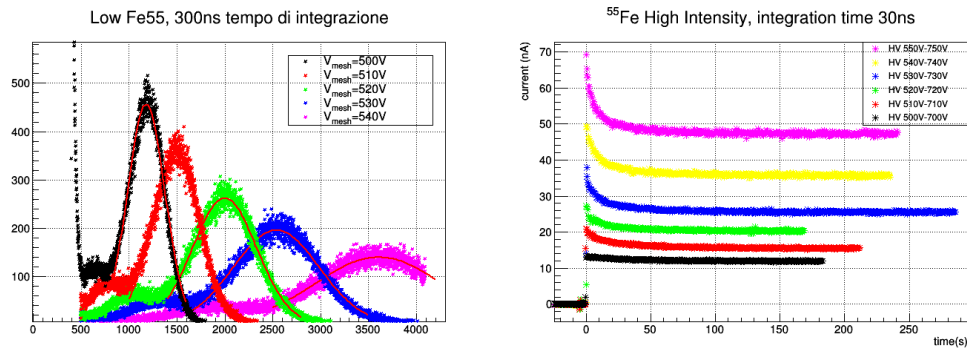 Low Fe55, 300ns tempo di integrazione
500
400
300
200
100
0 500 1000 1500 2000 2500 3000 3500 4000
V_mesh=500V
V_mesh=510V
V_mesh=520V
V_mesh=530V
V_mesh=540V
⁵⁵Fe High Intensity, integration time 30ns
current (nA)
70
60
50
40
30
20
10
0
0 50 100 150 200 250
time(s)
HV 550V-750V
HV 540V-740V
HV 530V-730V
HV 520V-720V
HV 510V-710V
HV 500V-700V